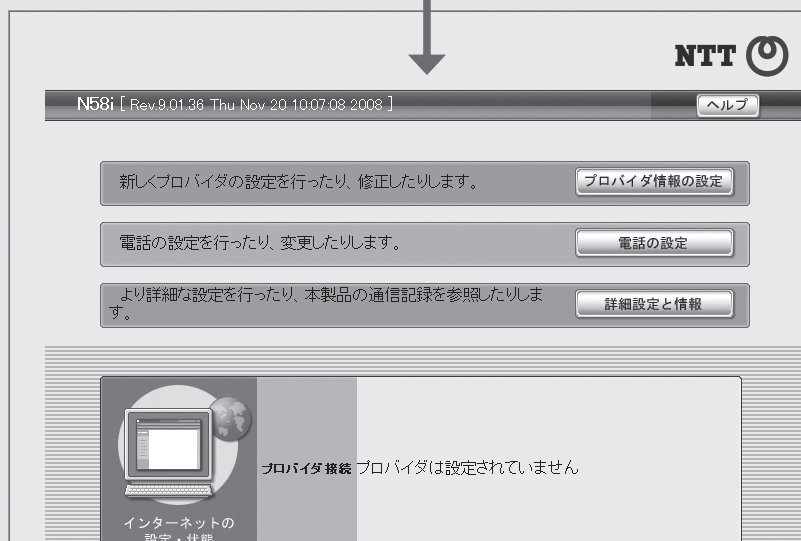 NTT
N58i [ Rev.9.01.36 Thu Nov 20 10:07:08 2008 ]
ヘルプ
新しくプロバイダの設定を行ったり、修正したりします。
プロバイダ情報の設定
電話の設定を行ったり、変更したりします。
電話の設定
より詳細な設定を行ったり、本製品の通信記録を参照したりしま
す。
詳細設定と情報
プロバイダ接続 プロバイダは設定されていません
インターネットの
設定・状態